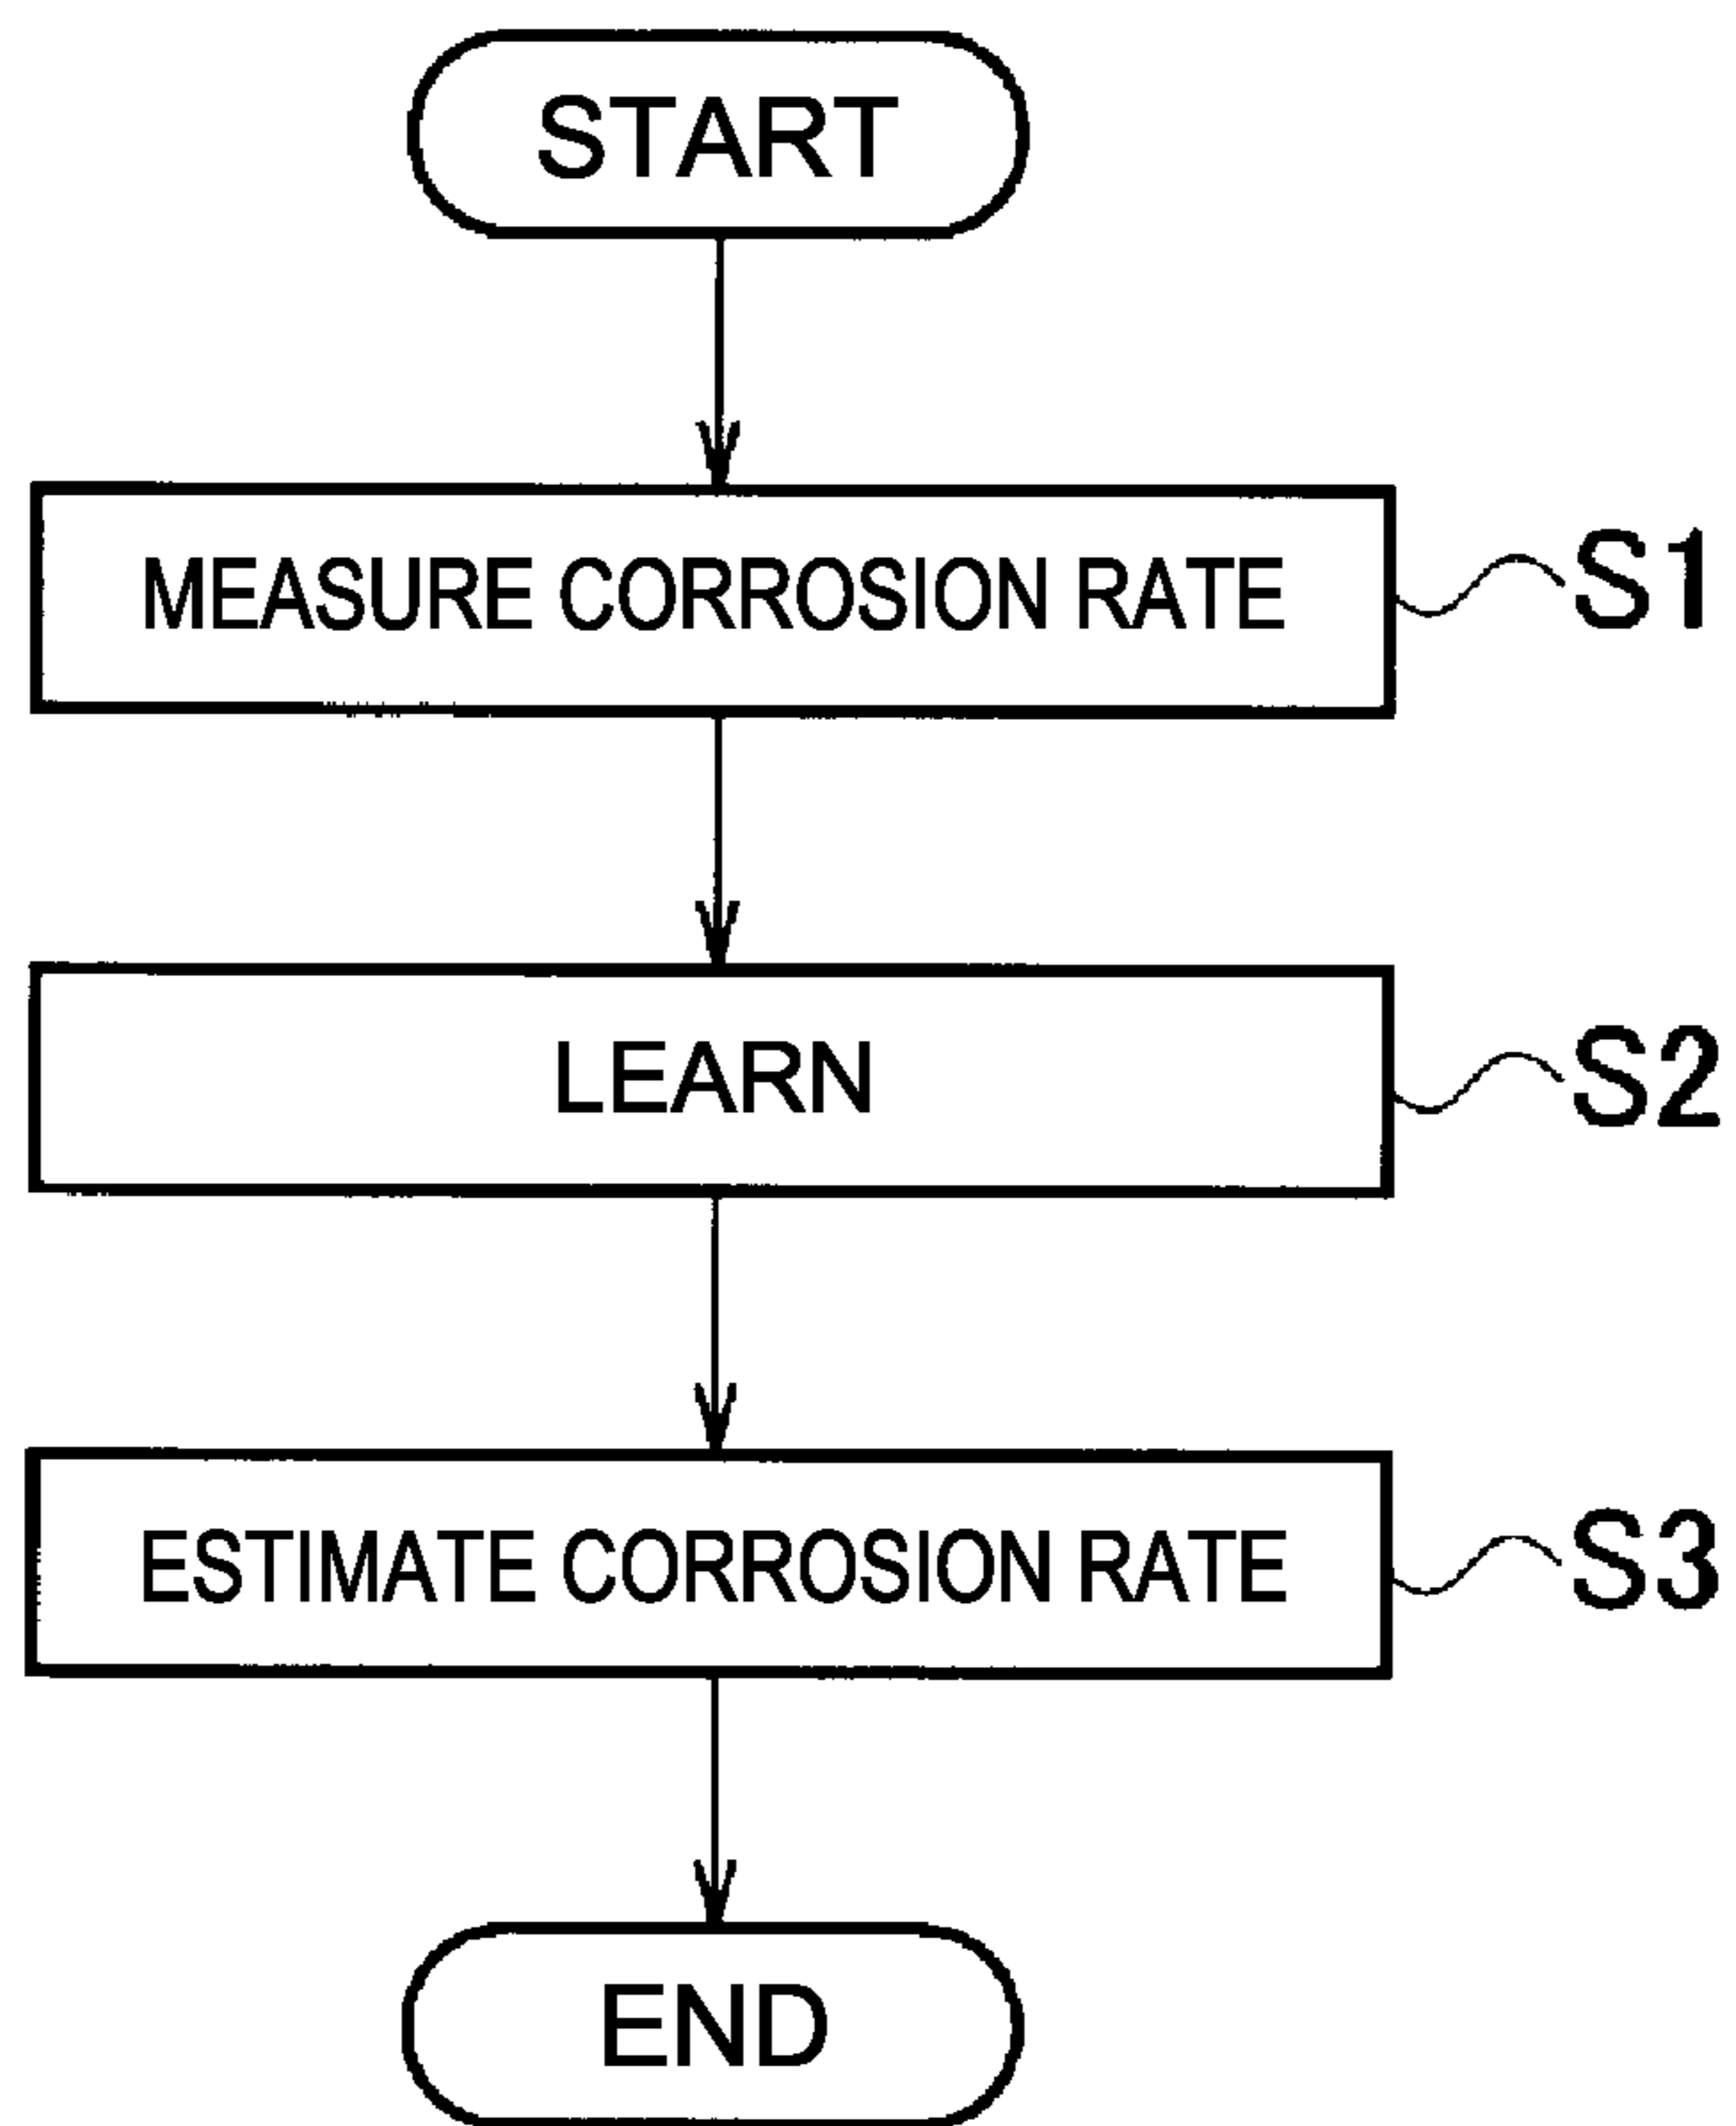 START
MEASURE CORROSION RATE
S1
LEARN
S2
ESTIMATE CORROSION RATE
S3
END